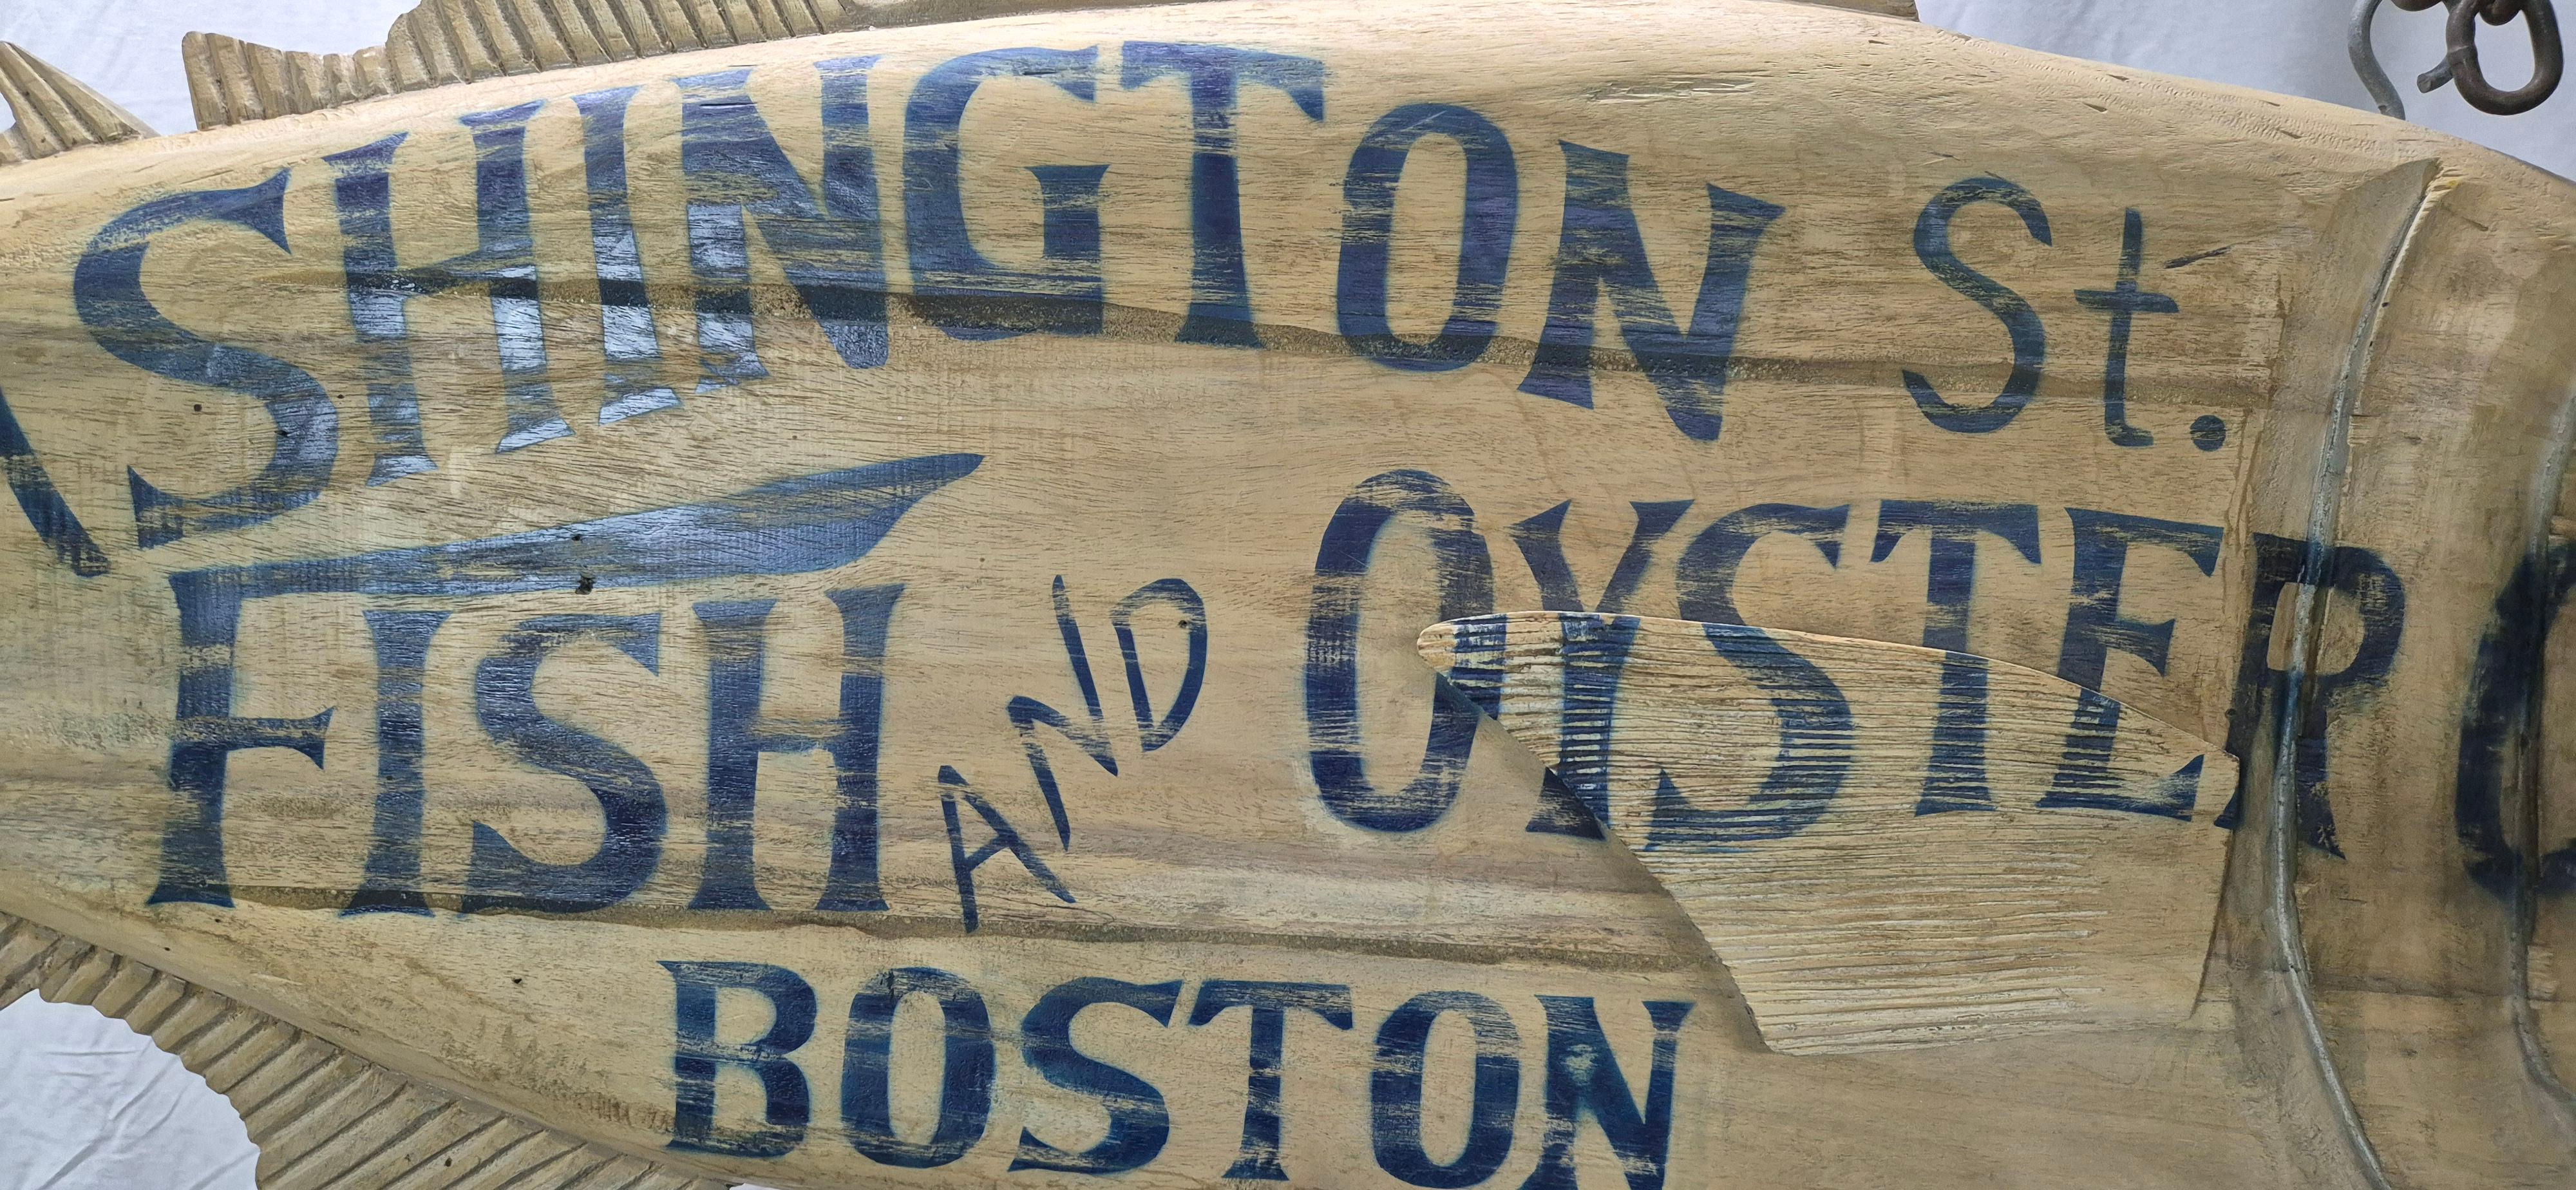 SHINGTON St.
FISH AND OYSTER
BOSTON